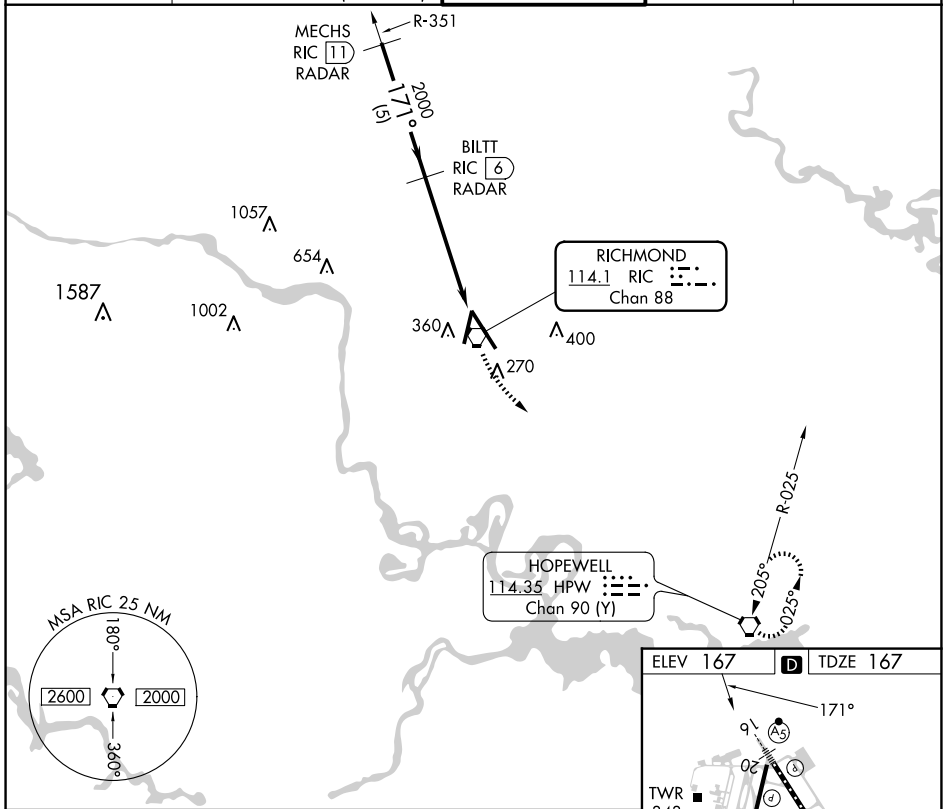 R-351
MECHS
RIC 11
RADAR
2000
171°
(5)
BILTT
RIC 6
RADAR
1057
654
1587
1002
RICHMOND
114.1 RIC
Chan 88
360
400
270
R-025
HOPEWELL
114.35 HPW
Chan 90 (Y)
205°
025°
MSA RIC 25 NM
180°
2600
2000
360°
ELEV 167
D
TDZE 167
171°
16
A5
20
P
P
TWR